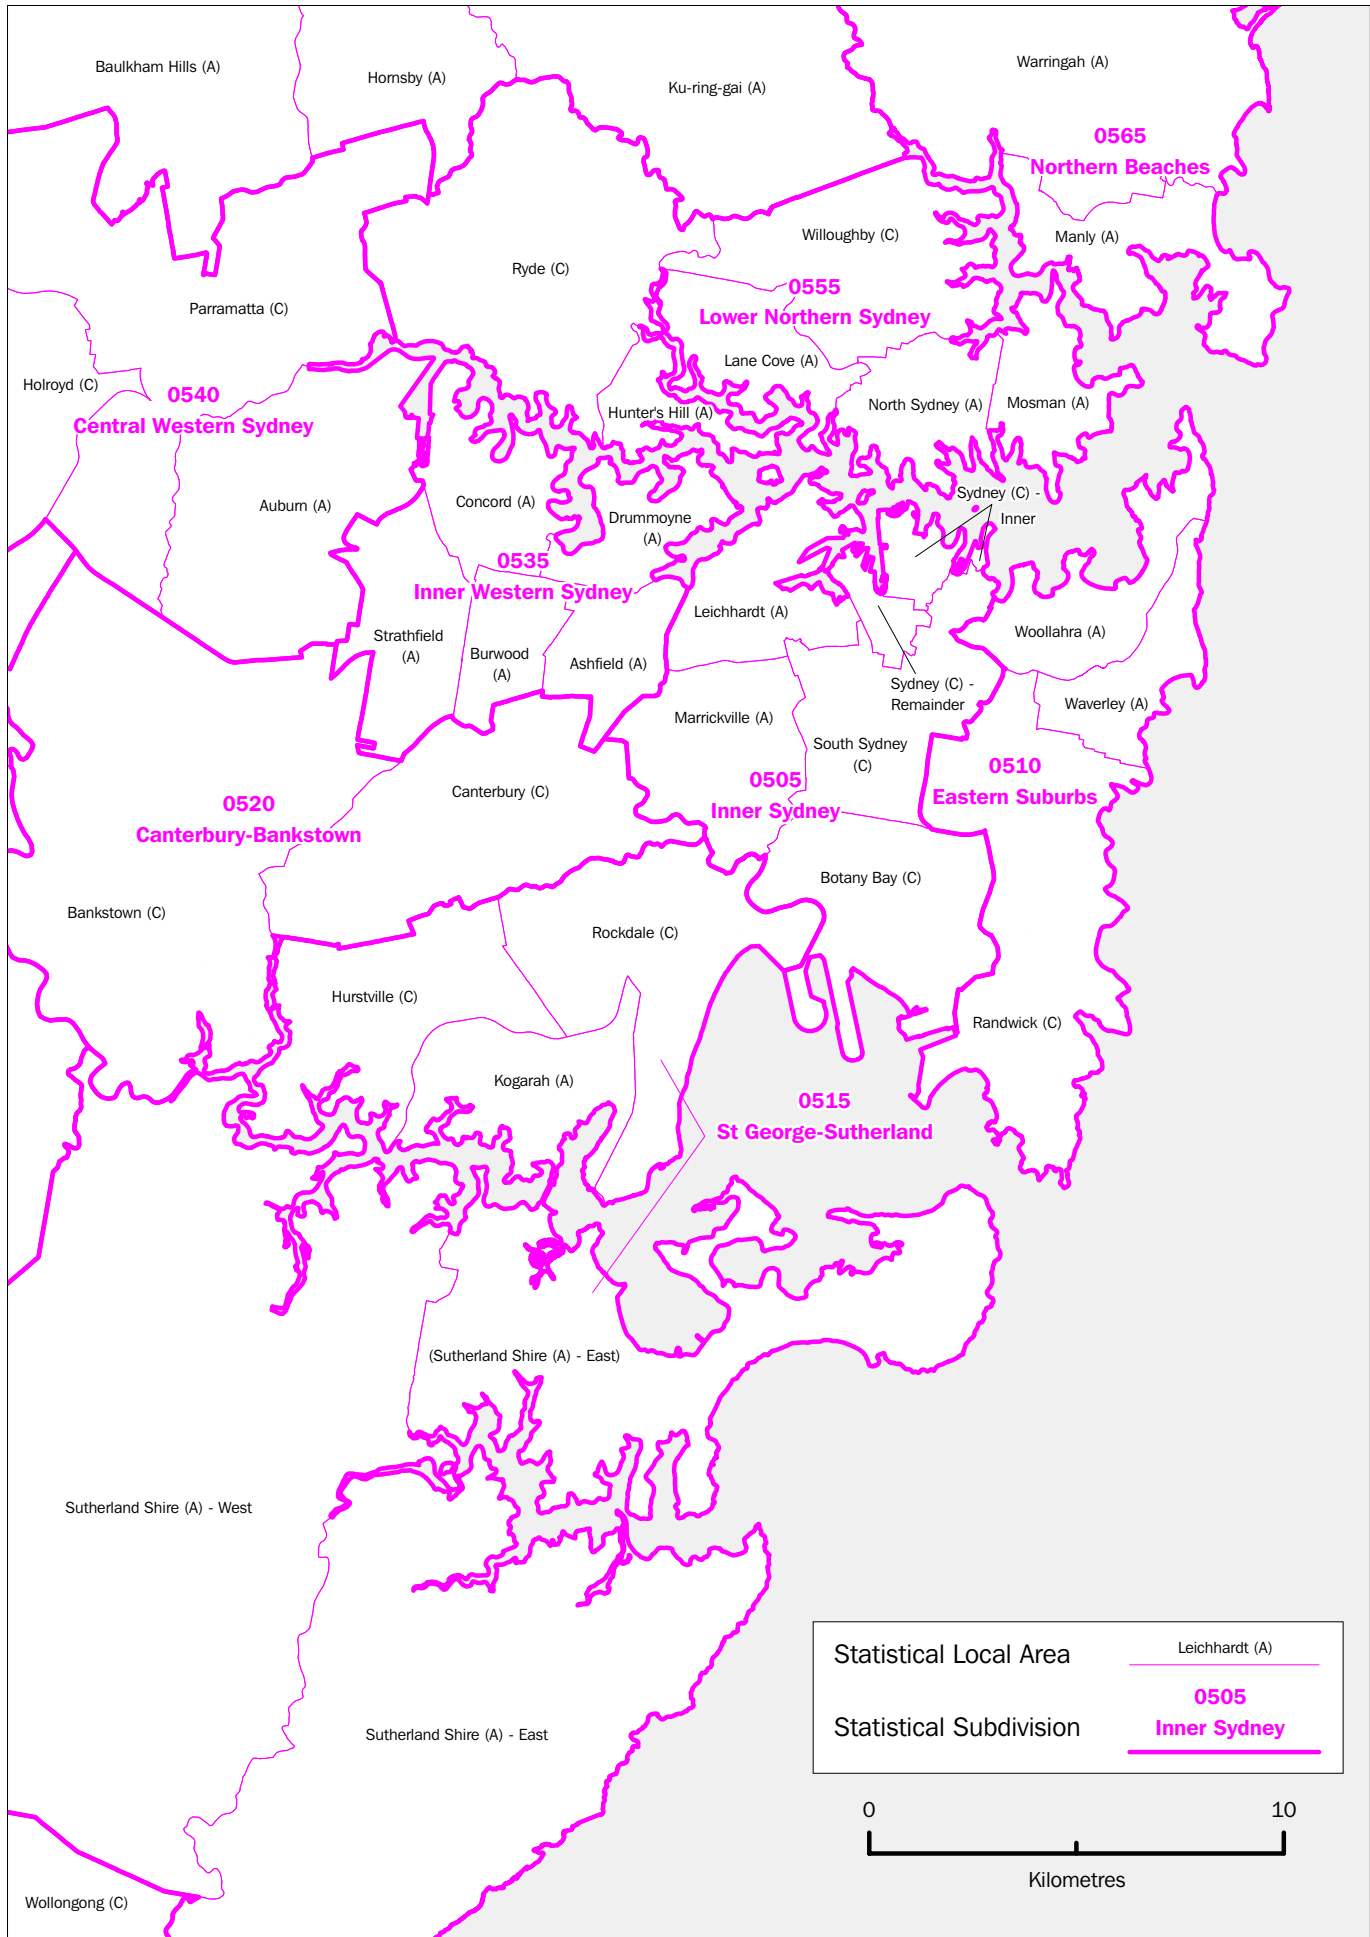 Baulkham Hills (A)
Hornsby (A)
Ku-ring-gai (A)
Warringah (A)
0565
Northern Beaches
Willoughby (C)
Manly (A)
Ryde (C)
0555
Lower Northern Sydney
Parramatta (C)
Lane Cove (A)
Holroyd (C)
0540
Central Western Sydney
Hunter's Hill (A)
North Sydney (A)
Mosman (A)
Auburn (A)
Concord (A)
Drummoyne
(A)
Sydney (C) -
Inner
0535
Inner Western Sydney
Leichhardt (A)
Strathfield
(A)
Burwood
(A)
Ashfield (A)
Woollahra (A)
Sydney (C) -
Remainder
Marrickville (A)
Waverley (A)
South Sydney
(C)
0505
Inner Sydney
0510
Eastern Suburbs
Canterbury (C)
0520
Canterbury-Bankstown
Botany Bay (C)
Bankstown (C)
Rockdale (C)
Hurstville (C)
Randwick (C)
Kogarah (A)
0515
St George-Sutherland
(Sutherland Shire (A) - East)
Sutherland Shire (A) - West
Sutherland Shire (A) - East
Wollongong (C)
Statistical Local Area
Leichhardt (A)
Statistical Subdivision
0505
Inner Sydney
0
10
Kilometres